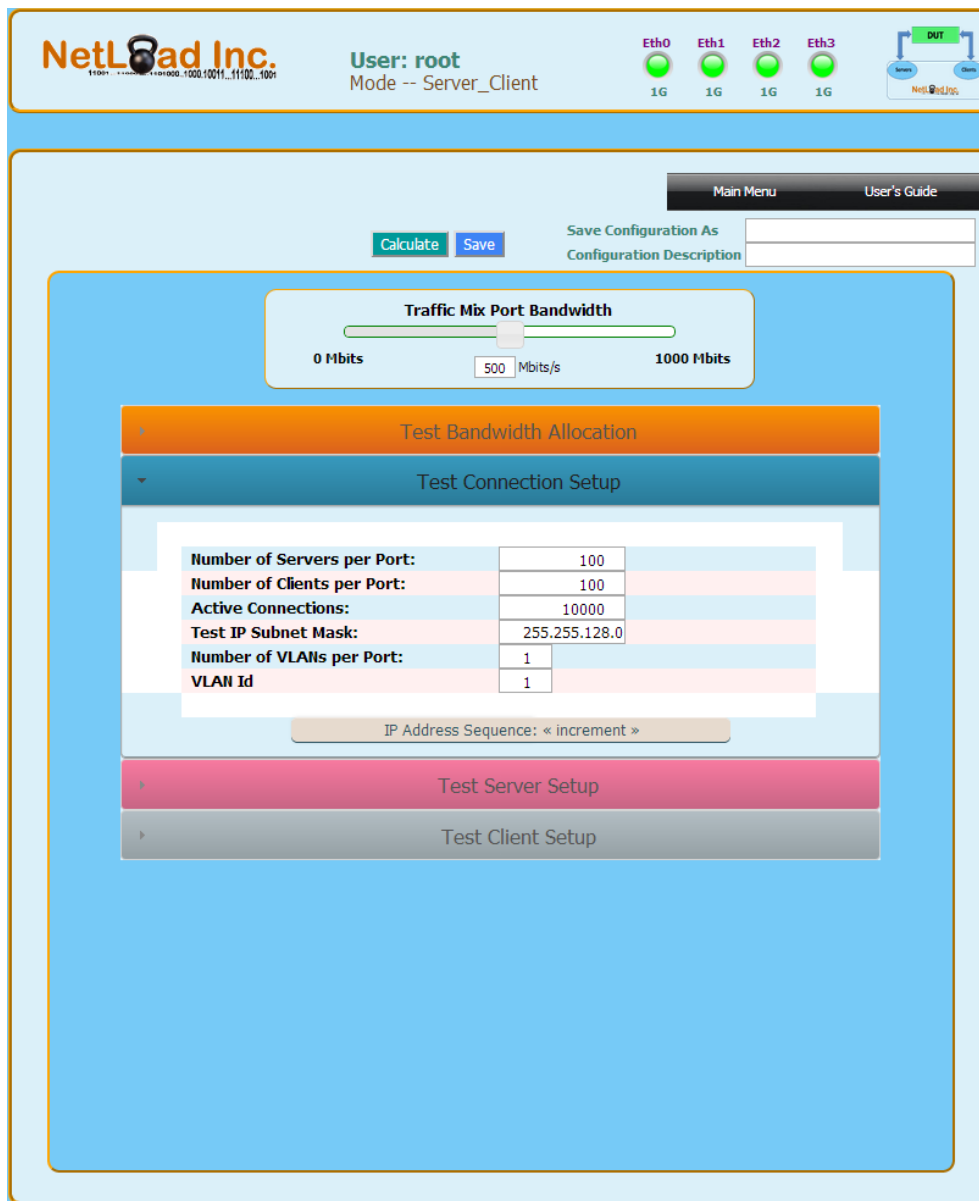 NetLoad Inc.
User: root
Mode -- Server_Client
Eth0 Eth1 Eth2 Eth3
1G 1G 1G 1G
DUT
Servers Clients
NetLoad Inc.
Main Menu User's Guide
Calculate Save
Save Configuration As
Configuration Description
Traffic Mix Port Bandwidth
0 Mbits 500 Mbits/s 1000 Mbits
Test Bandwidth Allocation
Test Connection Setup
Number of Servers per Port: 100
Number of Clients per Port: 100
Active Connections: 10000
Test IP Subnet Mask: 255.255.128.0
Number of VLANs per Port: 1
VLAN Id 1
IP Address Sequence: « increment »
Test Server Setup
Test Client Setup